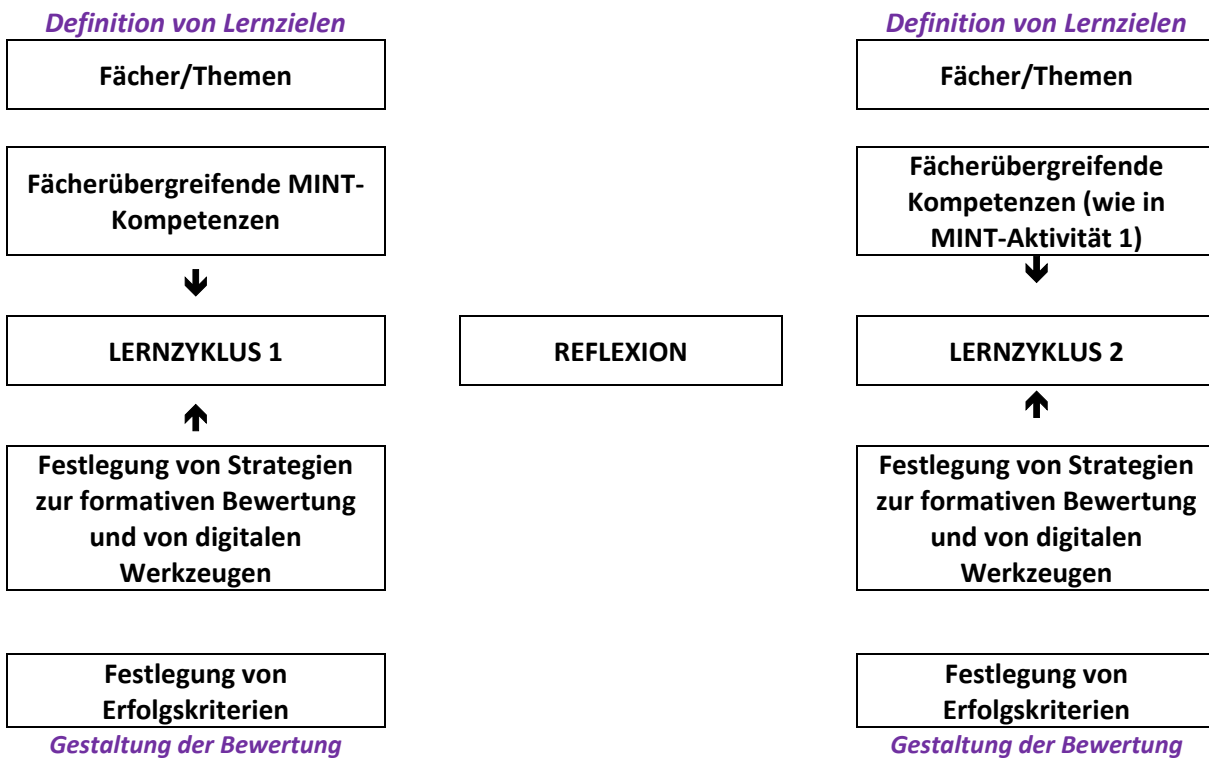 Definition von Lernzielen
Fächer/Themen
Fächerübergreifende MINT-
Kompetenzen
🡻
LERNZYKLUS 1
🡹
Festlegung von Strategien
zur formativen Bewertung
und von digitalen
Werkzeugen
Festlegung von
Erfolgskriterien
Gestaltung der Bewertung
REFLEXION
Definition von Lernzielen
Fächer/Themen
Fächerübergreifende
Kompetenzen (wie in
MINT-Aktivität 1)
🡻
LERNZYKLUS 2
🡹
Festlegung von Strategien
zur formativen Bewertung
und von digitalen
Werkzeugen
Festlegung von
Erfolgskriterien
Gestaltung der Bewertung